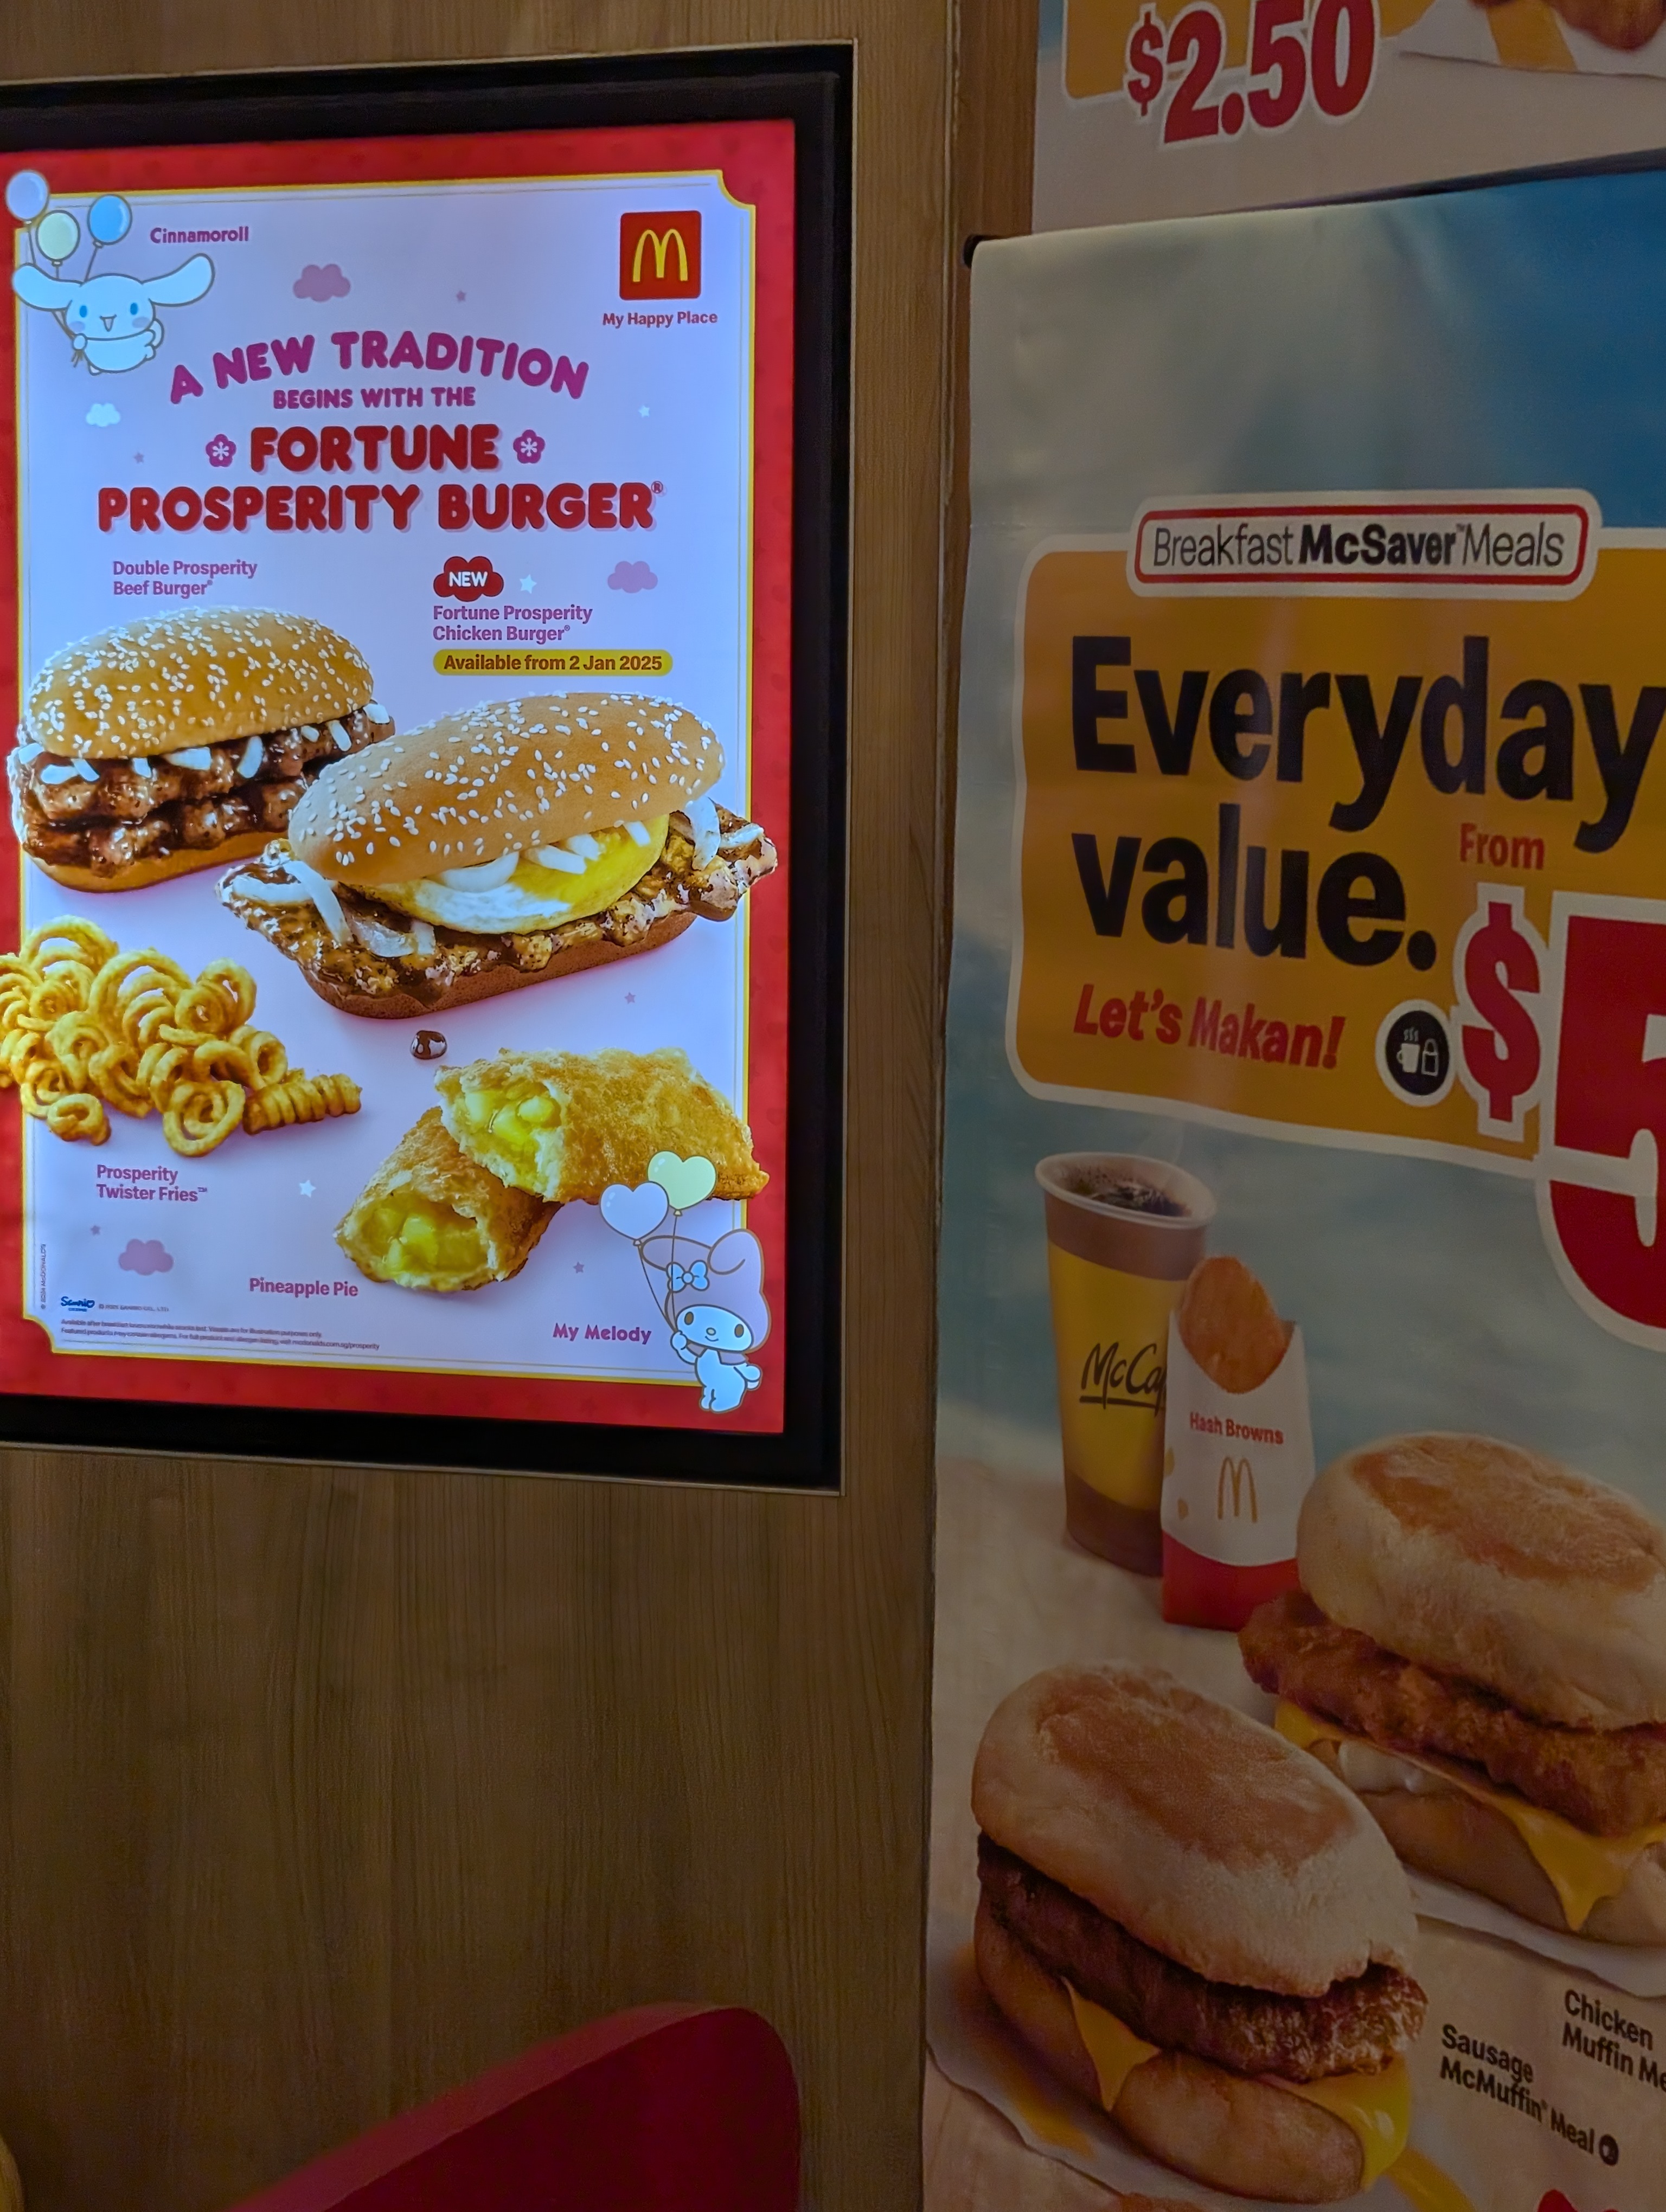 Cinnamoroll
My Happy Place
A NEW TRADITION
BEGINS WITH THE
FORTUNE
PROSPERITY BURGER®
Double Prosperity
Beef Burger®
NEW
Fortune Prosperity
Chicken Burger®
Available from 2 Jan 2025
Prosperity
Twister Fries™
Pineapple Pie
My Melody
Sanrio
$2.50
Breakfast McSaver™ Meals
Everyday
value.
From
$5
Let's Makan!
McCaf
Hash Browns
Chicken
Muffin Me
Sausage
McMuffin® Meal